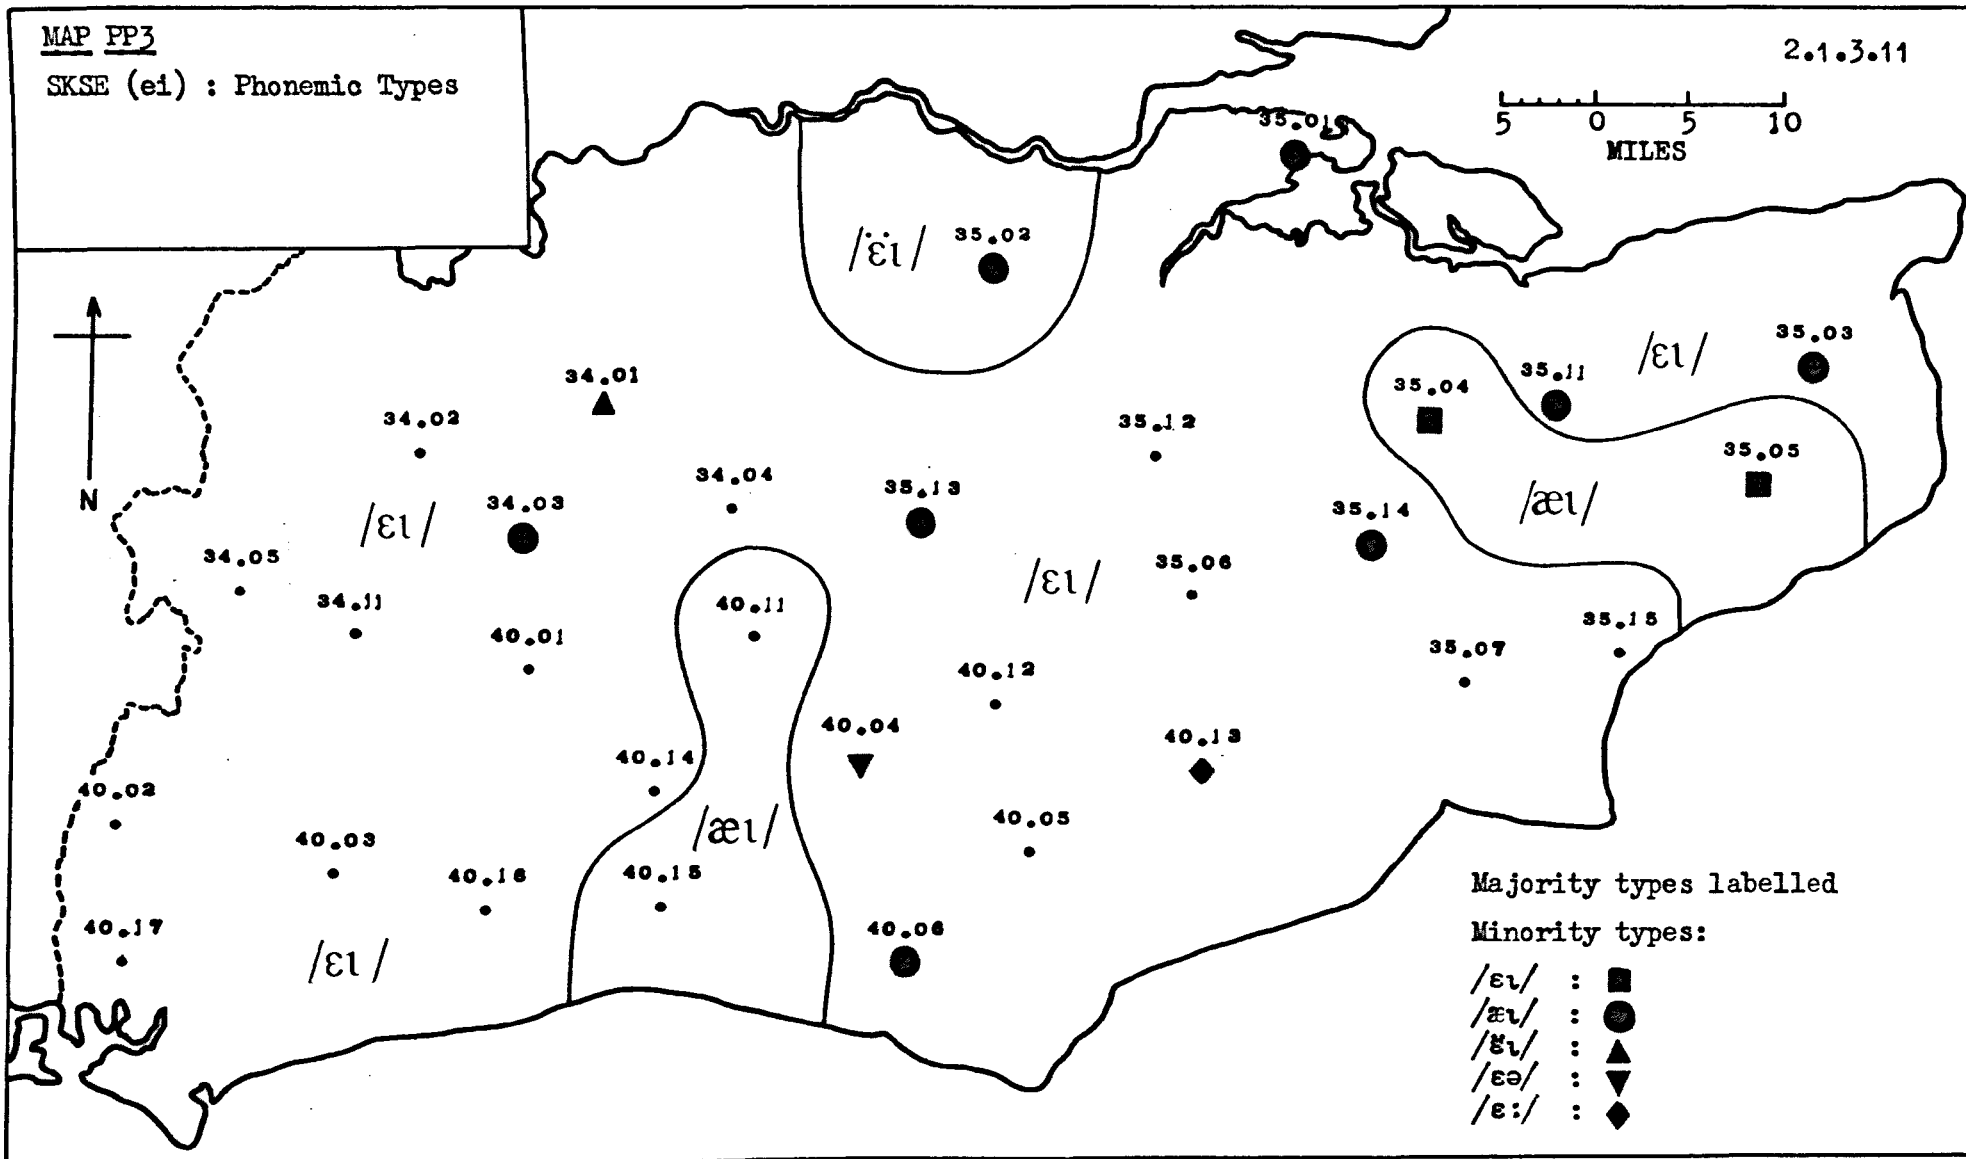 MAP PP3
SKSE (ei) : Phonemic Types
2.1.3.11
5 0 5 10
MILES
35.01
/ɛ̈ɩ/
35.02
/ɛɩ/
35.03
34.01
35.11
35.04
34.02
35.12
35.05
34.04
35.13
34.03
/æɩ/
N
/ɛɩ/
35.14
34.05
35.06
/ɛɩ/
34.11
40.11
40.01
35.15
35.07
40.12
40.04
40.13
40.14
40.02
/æɩ/
40.05
40.03
40.16
40.15
Majority types labelled
40.17
40.06
Minority types:
/ɛɩ/
/ɛɩ/ : ■
/æɩ/ : ●
/ɛ̈ɩ/ : ▲
/ɛə/ : ▼
/ɛ:/ : ◆